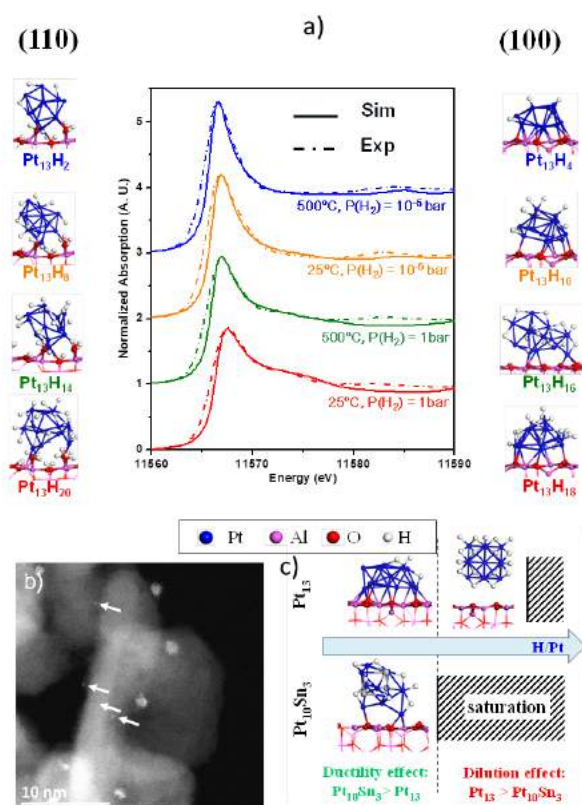 (110)
a)
(100)
Pt13H2
Pt13H8
Pt13H14
Pt13H20
Normalized Absorption (A. U.)
5
4
3
2
1
0
Sim
Exp
500°C, P(H2) = 10-5 bar
25°C, P(H2) = 10-5 bar
500°C, P(H2) = 1bar
25°C, P(H2) = 1bar
11560
11570
11580
11590
Energy (eV)
Pt13H4
Pt13H10
Pt13H16
Pt13H18
Pt Al O H
b)
10 nm
c)
Pt13
H/Pt
Pt10Sn3
saturation
Ductility effect:
Pt10Sn3> Pt13
Dilution effect:
Pt13 > Pt10Sn3